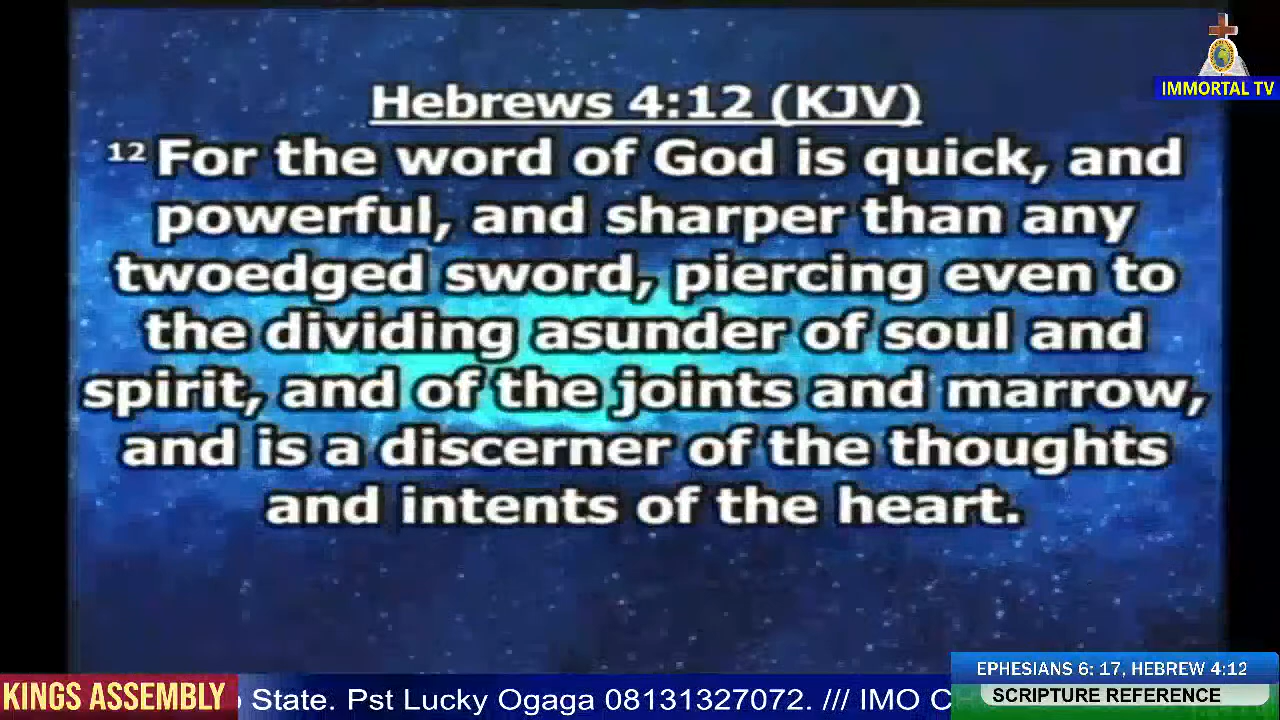 IMMORTAL TV
Hebrews 4:12 (KJV)
12 For the word of God is quick, and
powerful, and sharper than any
twoedged sword, piercing even to
the dividing asunder of soul and
spirit, and of the joints and marrow,
and is a discerner of the thoughts
and intents of the heart.
EPHESIANS 6: 17, HEBREW 4:12
SCRIPTURE REFERENCE
KINGS ASSEMBLY
State. Pst Lucky Ogaga 08131327072. /// IMO